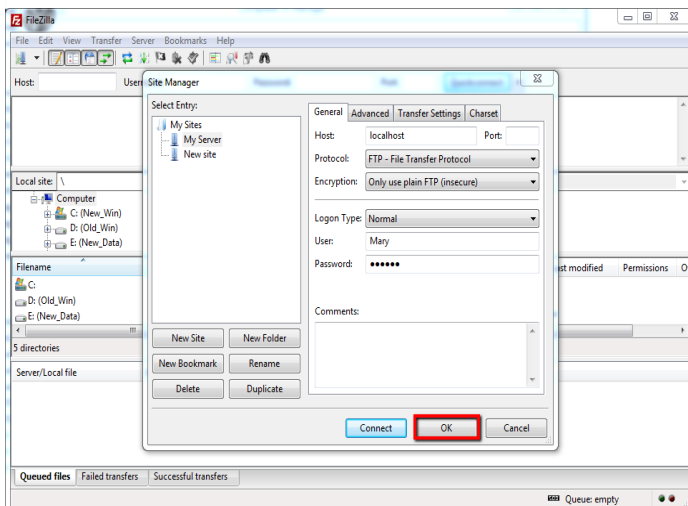 FileZilla
File Edit View Transfer Server Bookmarks Help
Host:
Site Manager
Select Entry:
My Sites
My Server
New site
New Site New Folder
New Bookmark Rename
Delete Duplicate
General Advanced Transfer Settings Charset
Host: localhost Port:
Protocol: FTP - File Transfer Protocol
Encryption: Only use plain FTP (insecure)
Logon Type: Normal
User: Mary
Password: ●●●●●●
Comments:
Connect OK Cancel
Local site: \
Computer
C: (New_Win)
D: (Old_Win)
E: (New_Data)
Filename
Permissions
C:
D: (Old_Win)
E: (New_Data)
5 directories
Server/Local file
Queued files Failed transfers Successful transfers
Queue: empty